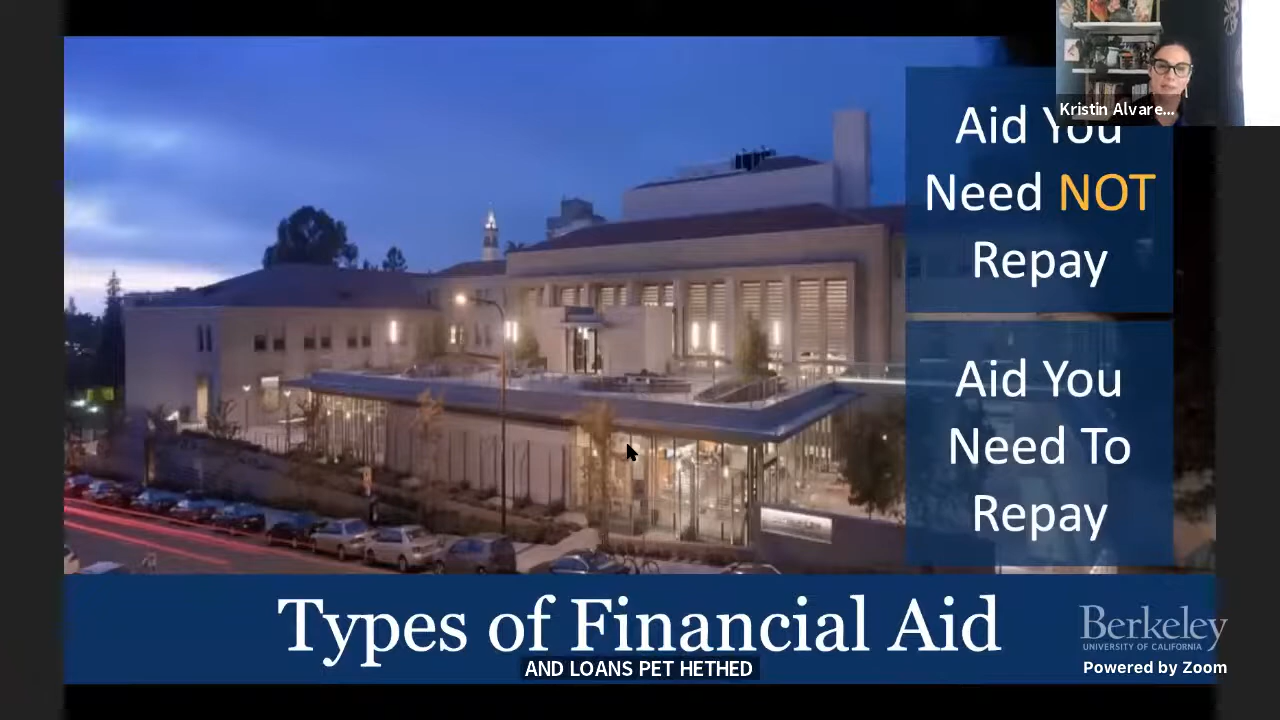 Kristin Alvare...
Aid You
Need NOT
Repay
Aid You
Need To
Repay
Types of Financial Aid
Berkeley
UNIVERSITY OF CALIFORNIA
AND LOANS PET HETHED
Powered by Zoom